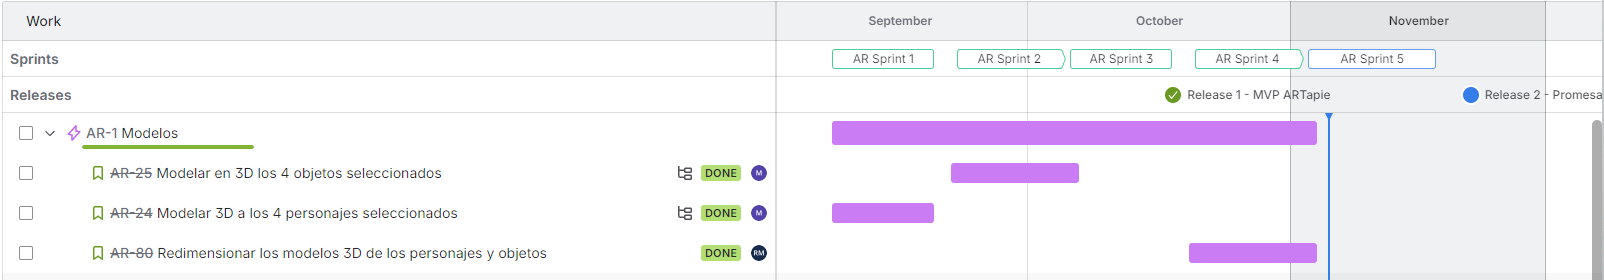 Work September October November
Sprints AR Sprint 1 AR Sprint 2 AR Sprint 3 AR Sprint 4 AR Sprint 5
Releases Release 1 - MVP ARTapie Release 2 - Promesa
AR-1 Modelos
AR-25 Modelar en 3D los 4 objetos seleccionados DONE M
AR-24 Modelar 3D a los 4 personajes seleccionados DONE M
AR-80 Redimensionar los modelos 3D de los personajes y objetos DONE RM